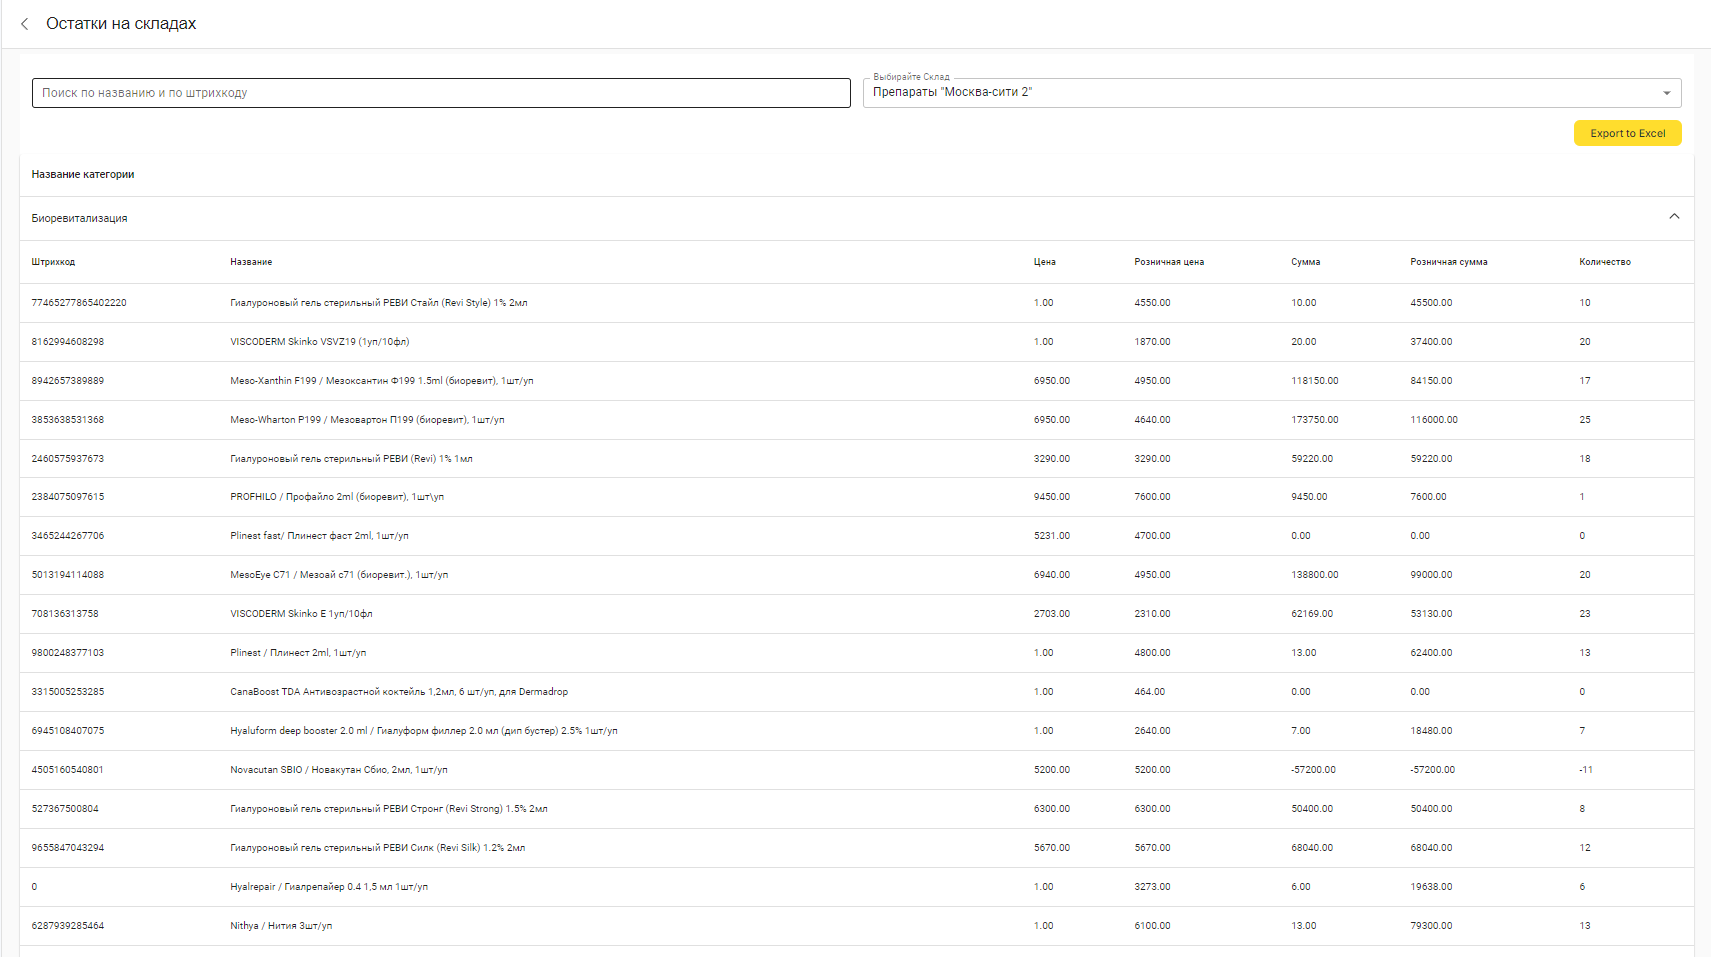 Остатки на складах
Поиск по названию и по штрихкоду
Выбирайте Склад
Препараты "Москва-сити 2"
Export to Excel
Название категории
Биоревитализация
Штрихкод Название Цена Розничная цена Сумма Розничная сумма Количество
77465277865402220 Гиалуроновый гель стерильный РЕВИ Стайл (Revi Style) 1% 2мл 1.00 4550.00 10.00 45500.00 10
8162994608298 VISCODERM Skinko VSVZ19 (1уп/10фл) 1.00 1870.00 20.00 37400.00 20
8942657389889 Meso-Xanthin F199 / Мезоксантин Ф199 1.5ml (биоревит), 1шт/уп 6950.00 4950.00 118150.00 84150.00 17
3853638531368 Meso-Wharton P199 / Мезовартон П199 (биоревит), 1шт/уп 6950.00 4640.00 173750.00 116000.00 25
2460575937673 Гиалуроновый гель стерильный РЕВИ (Revi) 1% 1мл 3290.00 3290.00 59220.00 59220.00 18
2384075097615 PROFHILO / Профайло 2ml (биоревит), 1шт\уп 9450.00 7600.00 9450.00 7600.00 1
3465244267706 Plinest fast/ Плинест фаст 2ml, 1шт/уп 5231.00 4700.00 0.00 0.00 0
5013194114088 MesoEye C71 / Мезоай с71 (биоревит.), 1шт/уп 6940.00 4950.00 138800.00 99000.00 20
708136313758 VISCODERM Skinko E 1уп/10фл 2703.00 2310.00 62169.00 53130.00 23
9800248377103 Plinest / Плинест 2ml, 1шт/уп 1.00 4800.00 13.00 62400.00 13
3315005253285 CanaBoost TDA Антивозрастной коктейль 1,2мл, 6 шт/уп, для Dermadrop 1.00 464.00 0.00 0.00 0
6945108407075 Hyaluform deep booster 2.0 ml / Гиалуформ филлер 2.0 мл (дип бустер) 2.5% 1шт/уп 1.00 2640.00 7.00 18480.00 7
4505160540801 Novacutan SBIO / Новакутан Сбио, 2мл, 1шт/уп 5200.00 5200.00 -57200.00 -57200.00 -11
527367500804 Гиалуроновый гель стерильный РЕВИ Стронг (Revi Strong) 1.5% 2мл 6300.00 6300.00 50400.00 50400.00 8
9655847043294 Гиалуроновый гель стерильный РЕВИ Силк (Revi Silk) 1.2% 2мл 5670.00 5670.00 68040.00 68040.00 12
0 Hyalrepair / Гиалрепайер 0.4 1,5 мл 1шт/уп 1.00 3273.00 6.00 19638.00 6
6287939285464 Nithya / Нития 3шт/уп 1.00 6100.00 13.00 79300.00 13